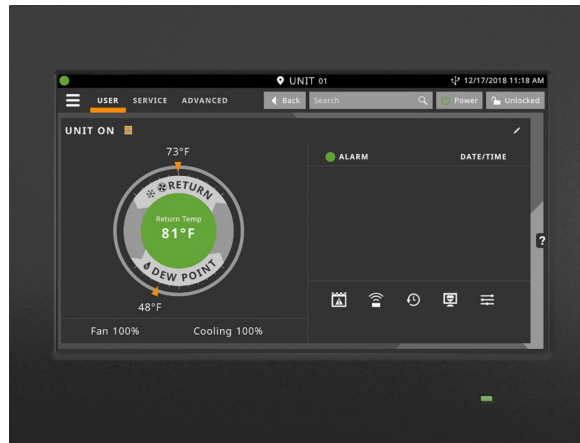 UNIT 01
12/17/2018 11:18 AM
USER SERVICE ADVANCED
Back
Search
Power
Unlocked
UNIT ON
73°F
RETURN
Return Temp
81°F
DEW POINT
48°F
Fan 100%
Cooling 100%
ALARM
DATE/TIME
?